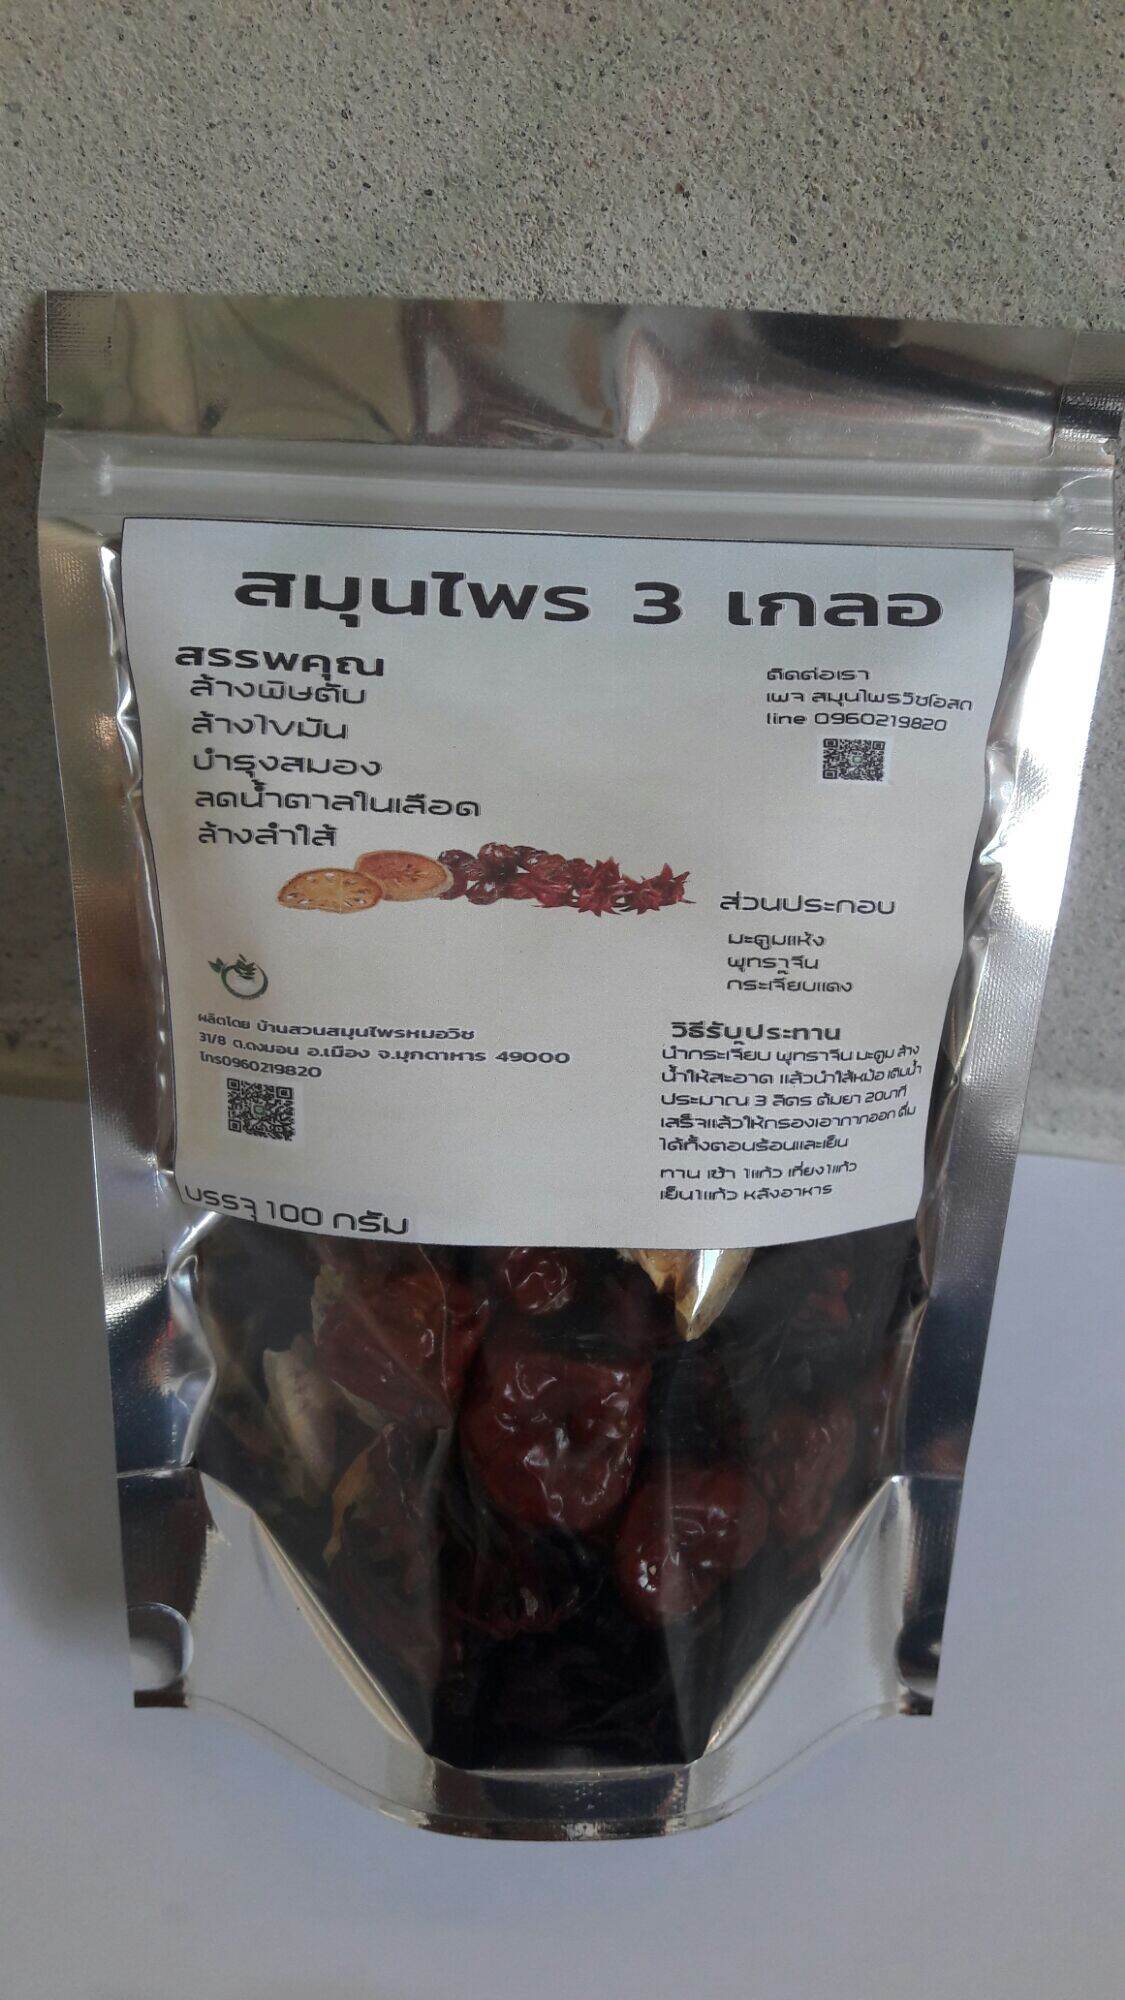 สมุนไพร 3 เกลอ
สรรพคุณ
ล้างพิษตับ
ล้างไขมัน
บำรุงสมอง
ลดน้ำตาลในเลือด
ล้างลำไส้
ติดต่อเรา
เพจ สมุนไพรวิชโอสถ
line 0960219820
ส่วนประกอบ
มะตูมแห้ง
พุทราจีน
กระเจี๊ยบแดง
ผลิตโดย บ้านสวนสมุนไพรหมอวิช
31/8 ต.ดงมอน อ.เมือง จ.มุกดาหาร 49000
โทร0960219820
วิธีรับประทาน
นำกระเจี๊ยบ พุทราจีน มะตูม ล้าง
น้ำให้สะอาด แล้วนำใส่หม้อ เติมน้ำ
ประมาณ 3 ลิตร ต้มยา 20นาที
เสร็จแล้วให้กรองเอากากออก ดื่ม
ได้ทั้งตอนร้อนและเย็น
ทาน เช้า 1แก้ว เที่ยง1แก้ว
เย็น1แก้ว หลังอาหาร
บรรจุ 100 กรัม